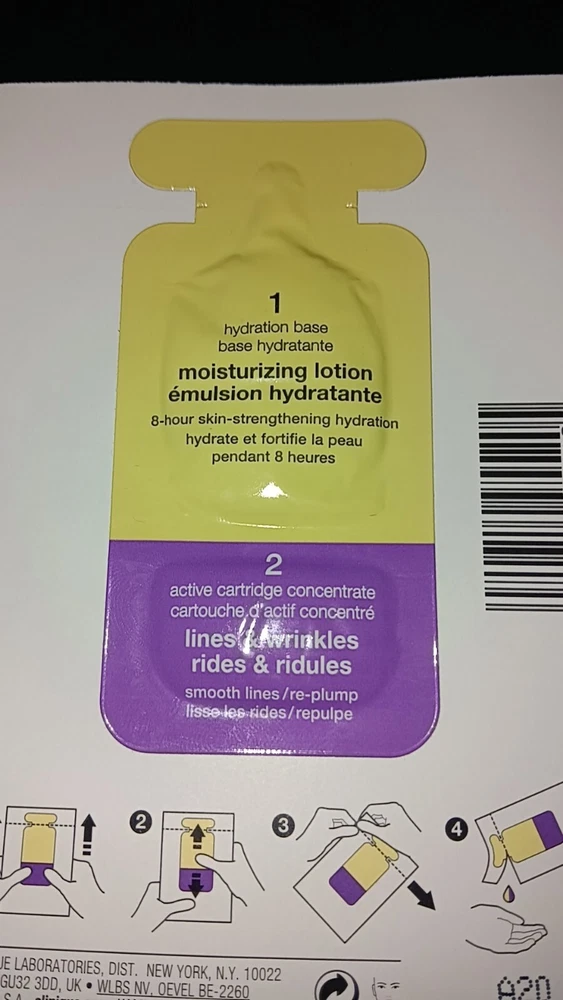 1
hydration base
base hydratante
moisturizing lotion
émulsion hydratante
8-hour skin-strengthening hydration
hydrate et fortifie la peau
pendant 8 heures
2
active cartridge concentrate
cartouche d'actif concentré
lines & wrinkles
rides & ridules
smooth lines/re-plump
lisse les rides/repulpe
2
3
4
LABORATORIES, DIST. NEW YORK, N.Y. 10022
GU32 3DD, UK • WLBS NV. OEVEL BE-2260